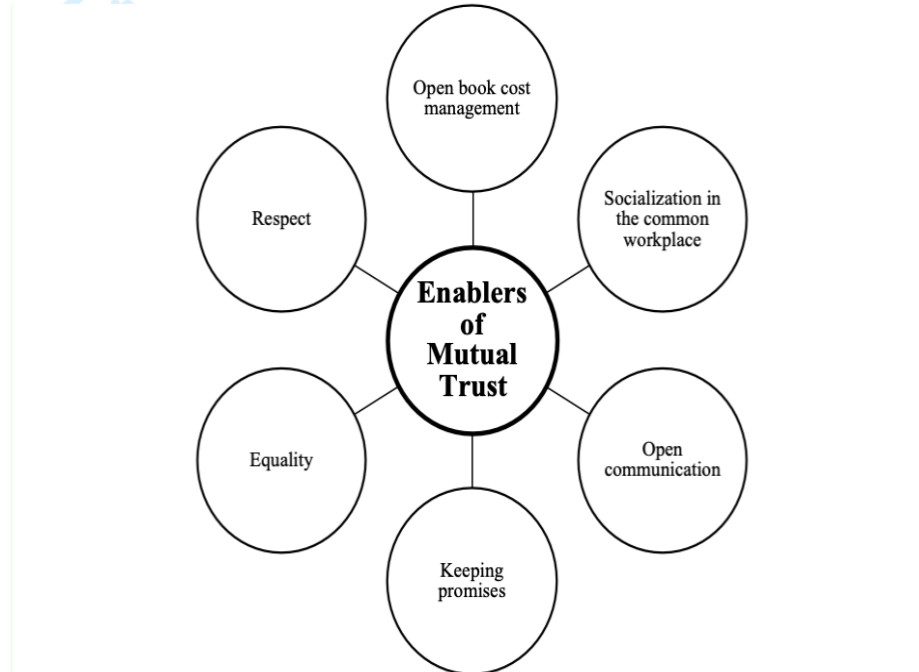 Open book cost
management
Respect
Socialization in
the common
workplace
Enablers
of
Mutual
Trust
Equality
Open
communication
Keeping
promises